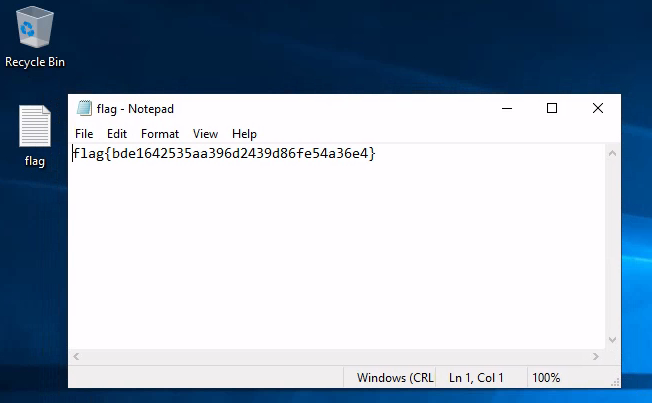 Recycle Bin
flag
flag - Notepad
File Edit Format View Help
flag{bde1642535aa396d2439d86fe54a36e4}
Windows (CRL Ln 1, Col 1 100%